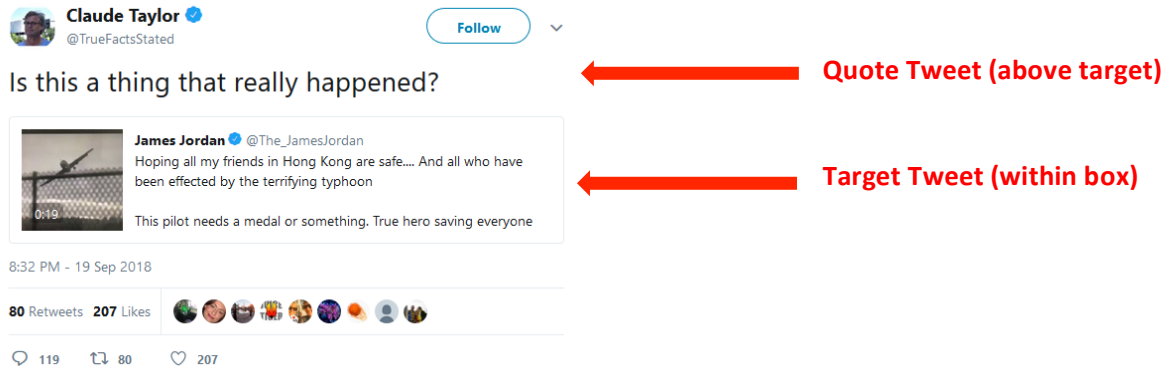 Claude Taylor
@TrueFactsStated
Follow
Is this a thing that really happened?
Quote Tweet (above target)
James Jordan @The_JamesJordan
Hoping all my friends in Hong Kong are safe.... And all who have
been effected by the terrifying typhoon
Target Tweet (within box)
0:19
This pilot needs a medal or something. True hero saving everyone
8:32 PM - 19 Sep 2018
80 Retweets 207 Likes
119 80 207